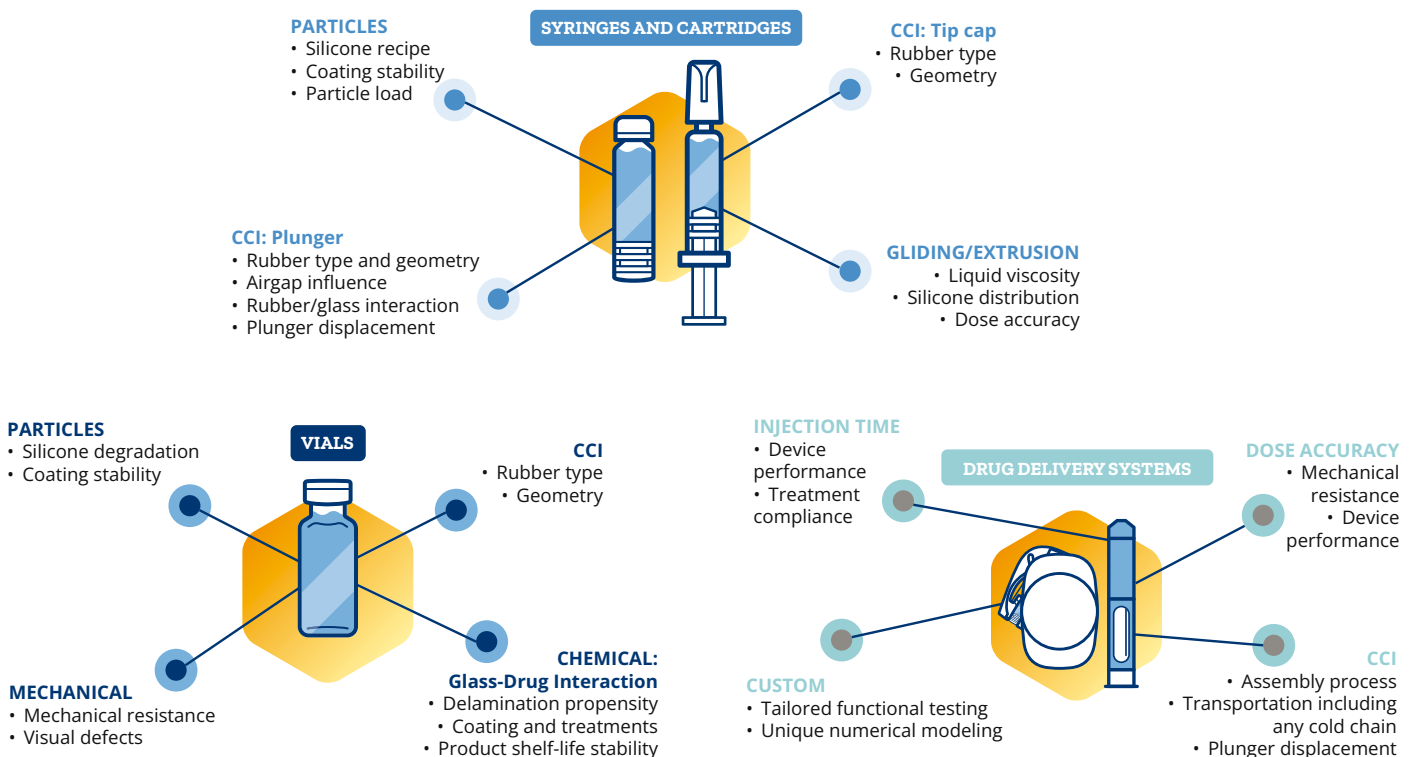 SYRINGES AND CARTRIDGES
PARTICLES
• Silicone recipe
• Coating stability
• Particle load
CCI: Tip cap
• Rubber type
• Geometry
CCI: Plunger
• Rubber type and geometry
• Airgap influence
• Rubber/glass interaction
• Plunger displacement
GLIDING/EXTRUSION
• Liquid viscosity
• Silicone distribution
• Dose accuracy
VIALS
PARTICLES
• Silicone degradation
• Coating stability
CCI
• Rubber type
• Geometry
MECHANICAL
• Mechanical resistance
• Visual defects
CHEMICAL:
Glass-Drug Interaction
• Delamination propensity
• Coating and treatments
• Product shelf-life stability
DRUG DELIVERY SYSTEMS
INJECTION TIME
• Device
performance
• Treatment
compliance
DOSE ACCURACY
• Mechanical
resistance
• Device
performance
CUSTOM
• Tailored functional testing
• Unique numerical modeling
CCI
• Assembly process
• Transportation including
any cold chain
• Plunger displacement